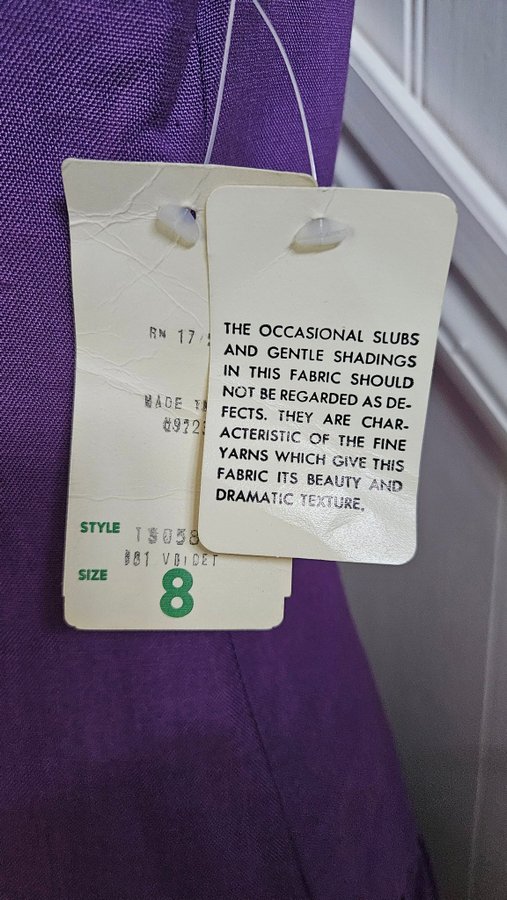 RN 17
MADE IN
STYLE
SIZE 8
THE OCCASIONAL SLUBS
AND GENTLE SHADINGS
IN THIS FABRIC SHOULD
NOT BE REGARDED AS DE-
FECTS. THEY ARE CHAR-
ACTERISTIC OF THE FINE
YARNS WHICH GIVE THIS
FABRIC ITS BEAUTY AND
DRAMATIC TEXTURE.